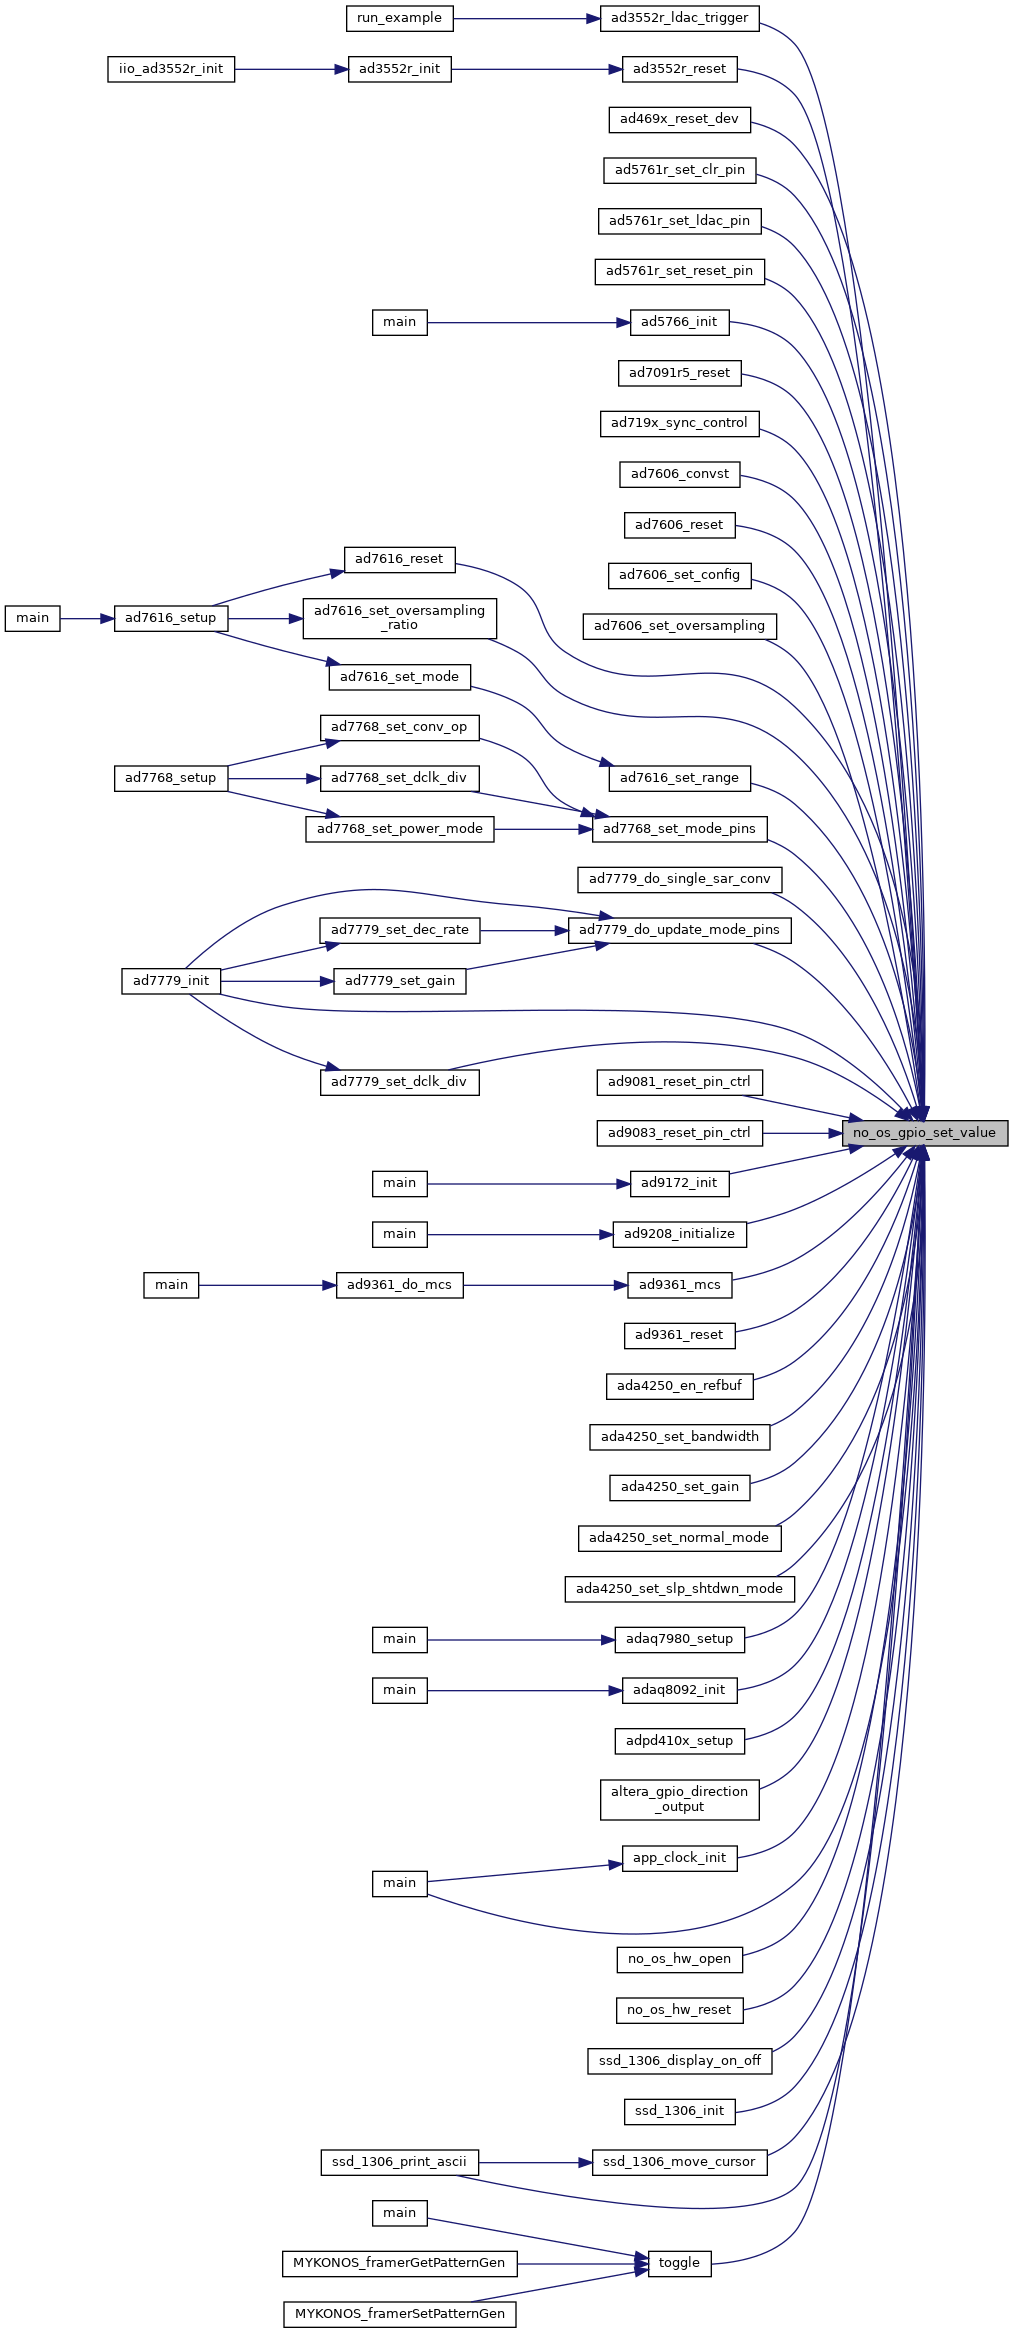 run_example
ad3552r_ldac_trigger
iio_ad3552r_init
ad3552r_init
ad3552r_reset
ad469x_reset_dev
ad5761r_set_clr_pin
ad5761r_set_ldac_pin
ad5761r_set_reset_pin
main
ad5766_init
ad7091r5_reset
ad719x_sync_control
ad7606_convst
ad7606_reset
ad7616_reset
ad7606_set_config
main
ad7616_setup
ad7616_set_oversampling
_ratio
ad7606_set_oversampling
ad7616_set_mode
ad7768_set_conv_op
ad7768_setup
ad7768_set_dclk_div
ad7616_set_range
ad7768_set_power_mode
ad7768_set_mode_pins
ad7779_do_single_sar_conv
ad7779_set_dec_rate
ad7779_do_update_mode_pins
ad7779_init
ad7779_set_gain
ad7779_set_dclk_div
ad9081_reset_pin_ctrl
ad9083_reset_pin_ctrl
no_os_gpio_set_value
main
ad9172_init
main
ad9208_initialize
main
ad9361_do_mcs
ad9361_mcs
ad9361_reset
ada4250_en_refbuf
ada4250_set_bandwidth
ada4250_set_gain
ada4250_set_normal_mode
ada4250_set_slp_shtdwn_mode
main
adaq7980_setup
main
adaq8092_init
adpd410x_setup
altera_gpio_direction
_output
app_clock_init
main
no_os_hw_open
no_os_hw_reset
ssd_1306_display_on_off
ssd_1306_init
ssd_1306_print_ascii
ssd_1306_move_cursor
main
MYKONOS_framerGetPatternGen
toggle
MYKONOS_framerSetPatternGen